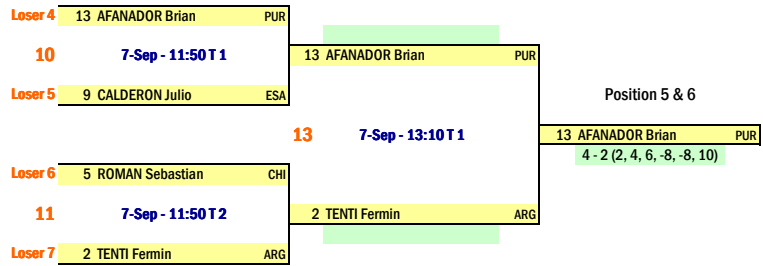 Loser 4 13 AFANADOR Brian PUR
10 7-Sep - 11:50 T 1
13 AFANADOR Brian PUR
Loser 5 9 CALDERON Julio ESA
Position 5 & 6
13 7-Sep - 13:10 T 1
13 AFANADOR Brian PUR
4 - 2 (2, 4, 6, -8, -8, 10)
Loser 6 5 ROMAN Sebastian CHI
11 7-Sep - 11:50 T 2
2 TENTI Fermin ARG
Loser 7 2 TENTI Fermin ARG